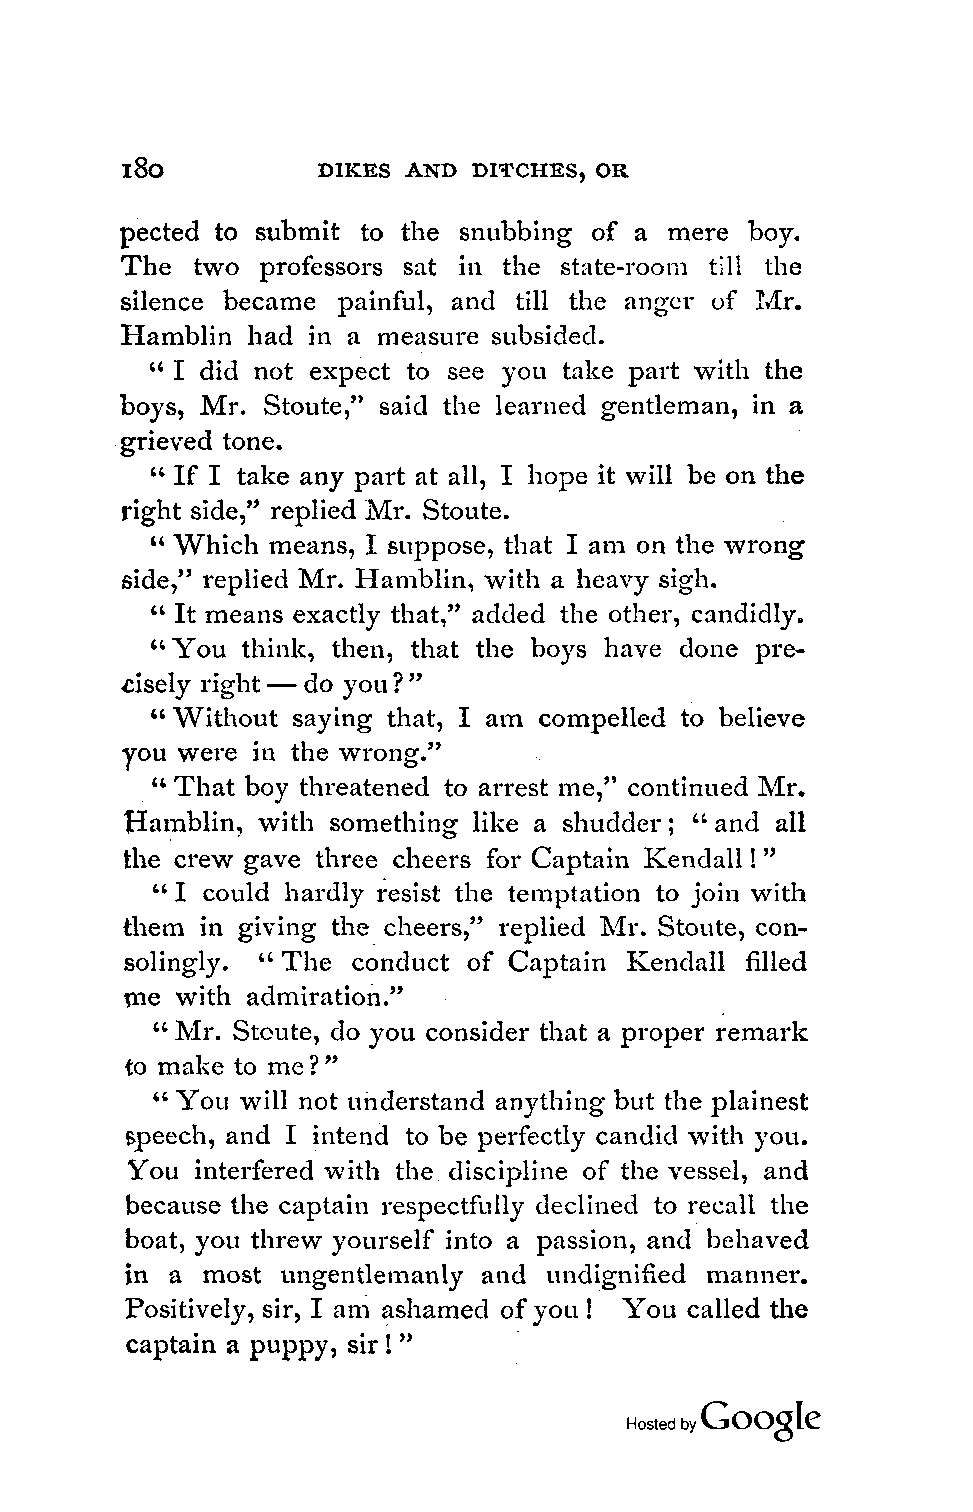 180 DIKES AND DITCHES, OR
pected to submit to the snubbing of a mere boy.
The two professors sat in the state-room till the
silence became painful, and till the anger of Mr.
Hamblin had in a measure subsided.
“ I did not expect to see you take part with the
boys, Mr. Stoute,” said the learned gentleman, in a
grieved tone.
“ If I take any part at all, I hope it will be on the
right side,” replied Mr. Stoute.
“ Which means, I suppose, that I am on the wrong
side,” replied Mr. Hamblin, with a heavy sigh.
“ It means exactly that,” added the other, candidly.
“ You think, then, that the boys have done pre-
cisely right — do you ? ”
“ Without saying that, I am compelled to believe
you were in the wrong.”
“ That boy threatened to arrest me,” continued Mr.
Hamblin, with something like a shudder ; “ and all
the crew gave three cheers for Captain Kendall ! ”
“ I could hardly resist the temptation to join with
them in giving the cheers,” replied Mr. Stoute, con-
solingly. “ The conduct of Captain Kendall filled
me with admiration.”
“ Mr. Stoute, do you consider that a proper remark
to make to me ? ”
“ You will not understand anything but the plainest
speech, and I intend to be perfectly candid with you.
You interfered with the discipline of the vessel, and
because the captain respectfully declined to recall the
boat, you threw yourself into a passion, and behaved
in a most ungentlemanly and undignified manner.
Positively, sir, I am ashamed of you ! You called the
captain a puppy, sir ! ”
Hosted by Google